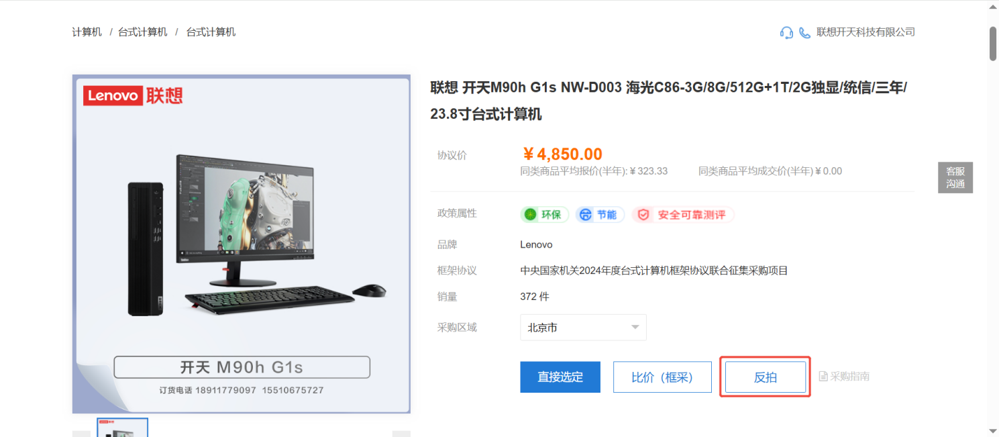 计算机 / 台式计算机 / 台式计算机
联想开天科技有限公司
Lenovo 联想
开天 M90h G1s
订货电话 18911779097 15510675727
联想 开天M90h G1s NW-D003 海光C86-3G/8G/512G+1T/2G独显/统信/三年/
23.8寸台式计算机
协议价
¥4,850.00
同类商品平均报价(半年): ¥ 323.33 同类商品平均成交价(半年) ¥ 0.00
政策属性
环保 节能 安全可靠测评
品牌
Lenovo
框架协议
中央国家机关2024年度台式计算机框架协议联合征集采购项目
销量
372 件
采购区域
北京市
直接选定 比价（框采） 反拍 采购指南
客服
沟通